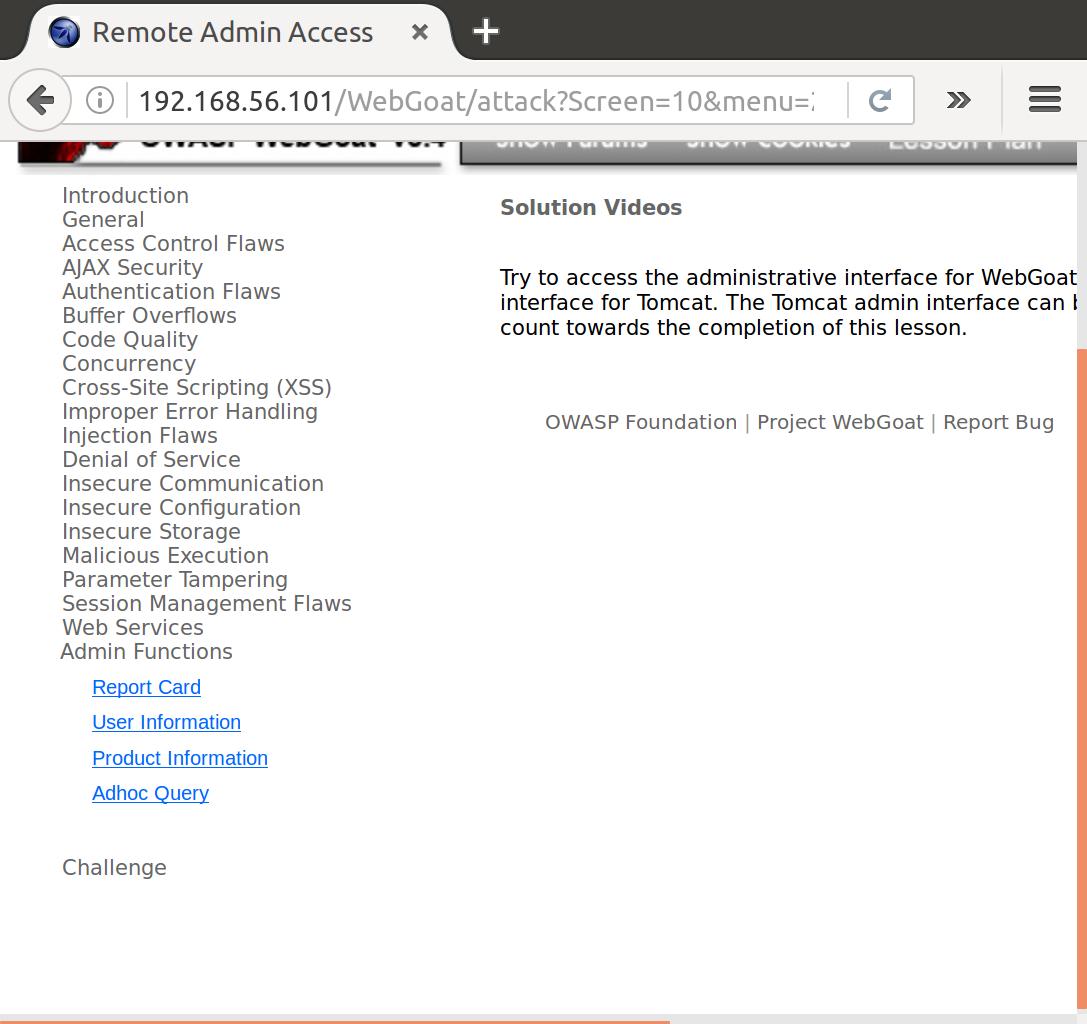 Remote Admin Access
192.168.56.101/WebGoat/attack?Screen=10&menu=
OWASP WebGoat v5.4
Show Params Show Cookies Lesson Plan
Introduction
General
Access Control Flaws
AJAX Security
Authentication Flaws
Buffer Overflows
Code Quality
Concurrency
Cross-Site Scripting (XSS)
Improper Error Handling
Injection Flaws
Denial of Service
Insecure Communication
Insecure Configuration
Insecure Storage
Malicious Execution
Parameter Tampering
Session Management Flaws
Web Services
Admin Functions
Report Card
User Information
Product Information
Adhoc Query
Challenge
Solution Videos
Try to access the administrative interface for WebGoat
interface for Tomcat. The Tomcat admin interface can
count towards the completion of this lesson.
OWASP Foundation | Project WebGoat | Report Bug